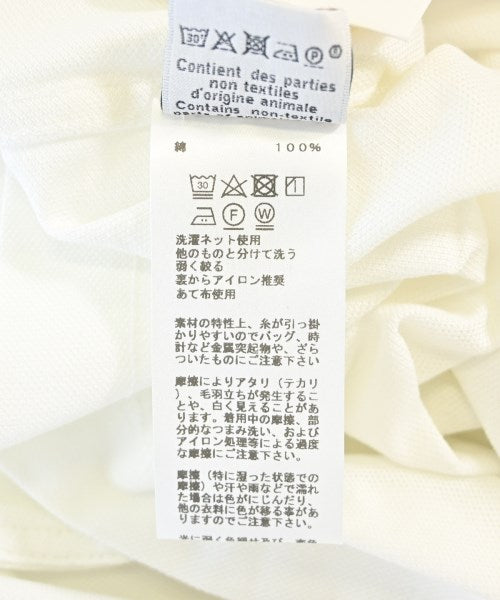 30°
P
Contient des parties
non textiles
d'origine animale
Contains non-textile
綿 100%
30
F W
洗濯ネット使用
他のものと分けて洗う
弱く絞る
裏からアイロン推奨
あて布使用
素材の特性上、糸が引っ掛
かりやすいのでバッグ、時
計など金属突起物や、ざら
ついたものにご注意下さい
摩擦によりアタリ(テカリ
)、毛羽立ちが発生するこ
とや、白く見えることがあ
ります。着用中の摩擦、部
分的なつまみ洗い、および
アイロン処理等による過度
な摩擦にご注意下さい。
摩擦(特に湿った状態での
摩擦)や汗や雨などで濡れ
た場合は色がにじんだり、
他の衣料に色が移る事があ
りますのでご注意下さい。